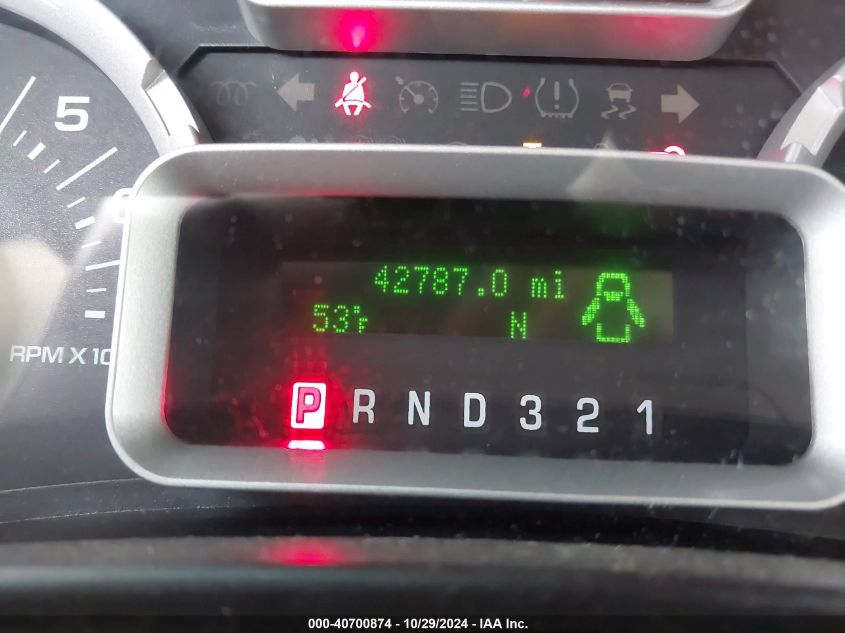 5
RPM X 10
42787.0 mi
53°F N
P R N D 3 2 1
000-40700874 - 10/29/2024 - IAA Inc.